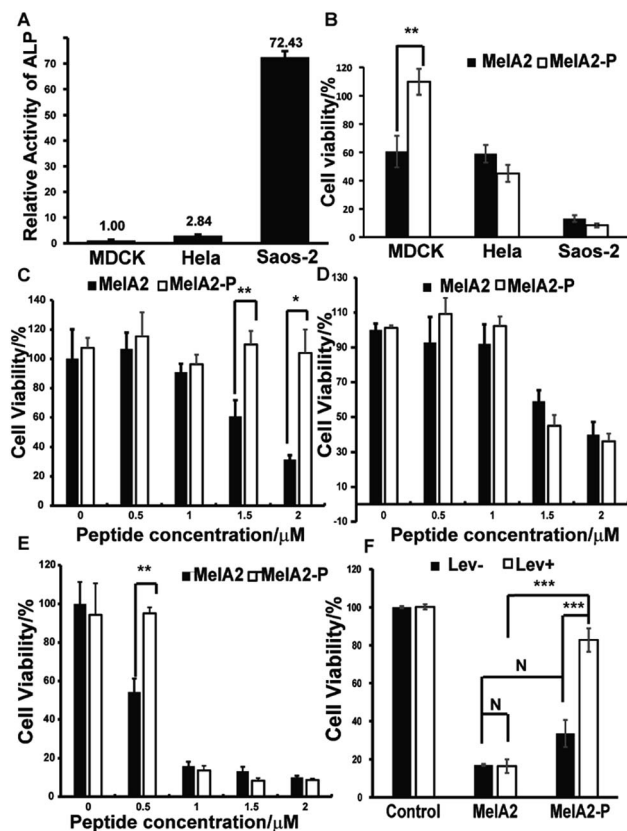 A
Relative Activity of ALP
70
60
50
40
30
20
10
0
1.00
2.84
72.43
MDCK Hela Saos-2
B
MelA2 MelA2-P
**
Cell viability/%
120
100
80
60
40
20
0
MDCK Hela Saos-2
C
MelA2 MelA2-P
**
*
Cell Viability/%
140
120
100
80
60
40
20
0
0 0.5 1 1.5 2
Peptide concentration/μM
D
MelA2 MelA2-P
Cell Viability/%
110
90
70
50
30
10
-10
0 0.5 1 1.5 2
Peptide concentration/μM
E
MelA2 MelA2-P
**
Cell Viability/%
100
80
60
40
20
0
0 0.5 1 1.5 2
Peptide concentration/μM
F
Lev- Lev+
***
***
N
N
Cell Viability/%
100
80
60
40
20
0
Control MelA2 MelA2-P